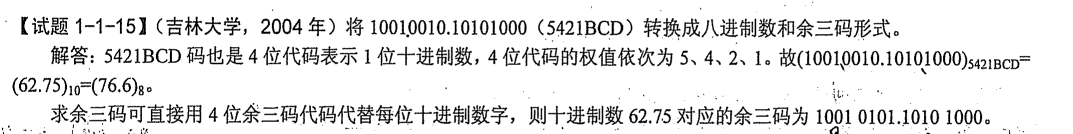 【试题 1-1-15】(吉林大学，2004 年) 将 10010010.10101000（5421BCD）转换成八进制数和余三码形式。
解答：5421BCD 码也是 4 位代码表示 1 位十进制数，4 位代码的权值依次为 5、4、2、1。故(10010010.10101000)5421BCD=
(62.75)10=(76.6)8。
求余三码可直接用 4 位余三码代码代替每位十进制数字，则十进制数 62.75 对应的余三码为 1001 0101.1010 1000。